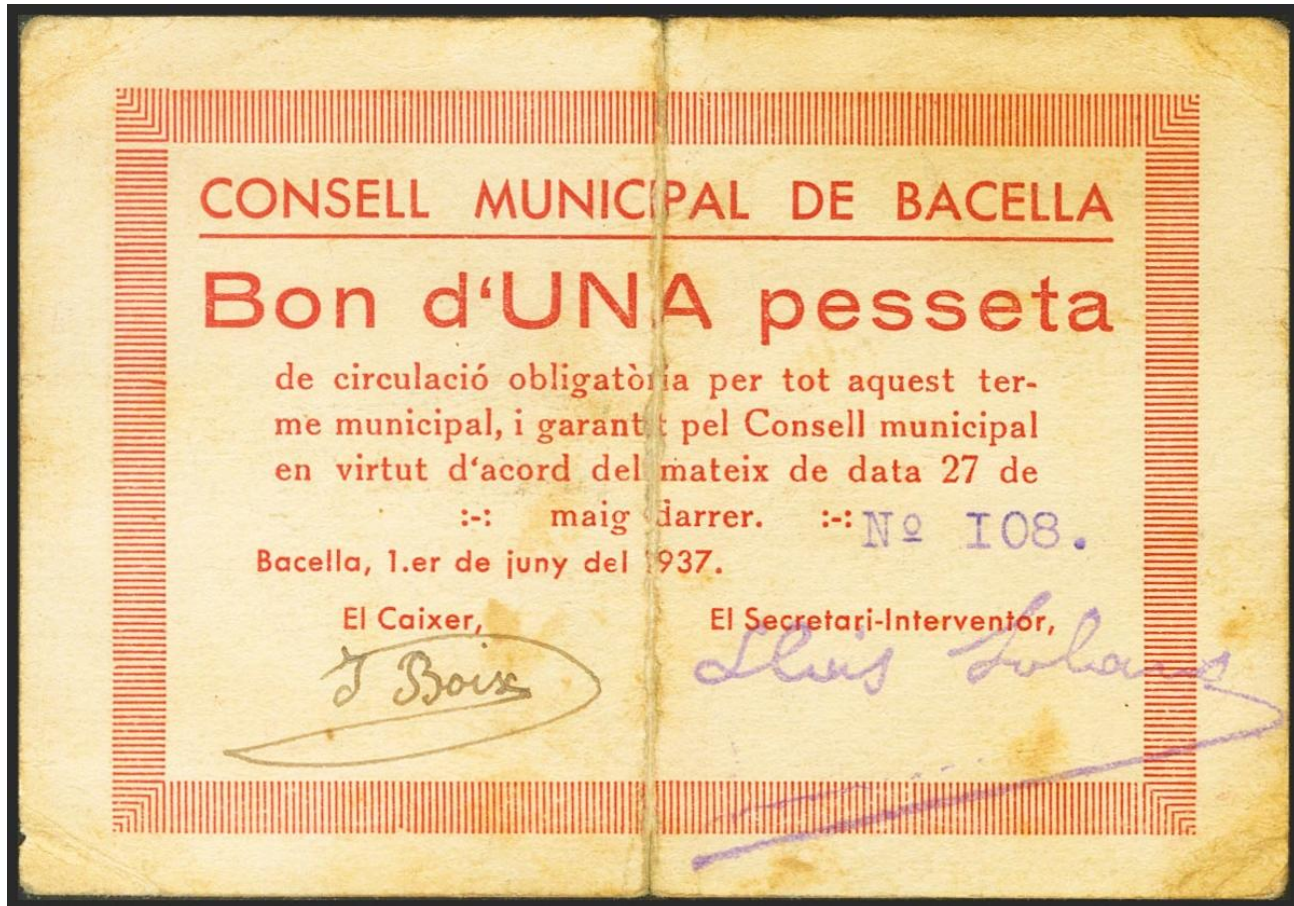 CONSELL MUNICIPAL DE BACELLA
Bon d‘UNA pesseta
de circulació obligatòria per tot aquest ter-
me municipal, i garantit pel Consell municipal
en virtut d‘acord del mateix de data 27 de
:-: maig darrer. :-: Nº I08.
Bacella, 1.er de juny del 1937.
El Caixer, El Secretari-Interventor,
J Boix Lluis Solans